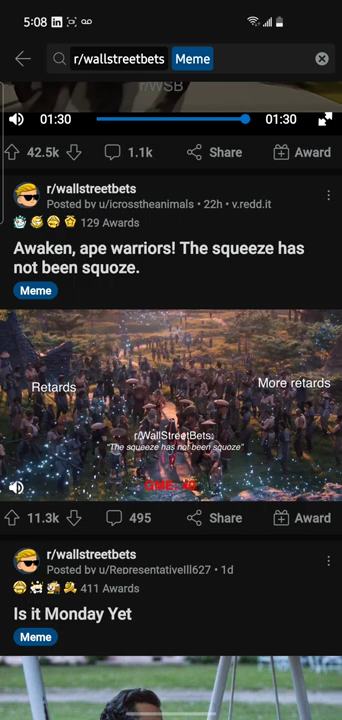 5:08
r/wallstreetbets Meme
r/WSB
01:30 01:30
42.5k 1.1k Share Award
r/wallstreetbets
Posted by u/icrosstheanimals • 22h • v.redd.it
129 Awards
Awaken, ape warriors! The squeeze has
not been squoze.
Meme
Retards More retards
r/WallStreetBets:
"The squeeze has not been squoze"
11.3k 495 Share Award
r/wallstreetbets
Posted by u/RepresentativeIll627 • 1d
411 Awards
Is it Monday Yet
Meme